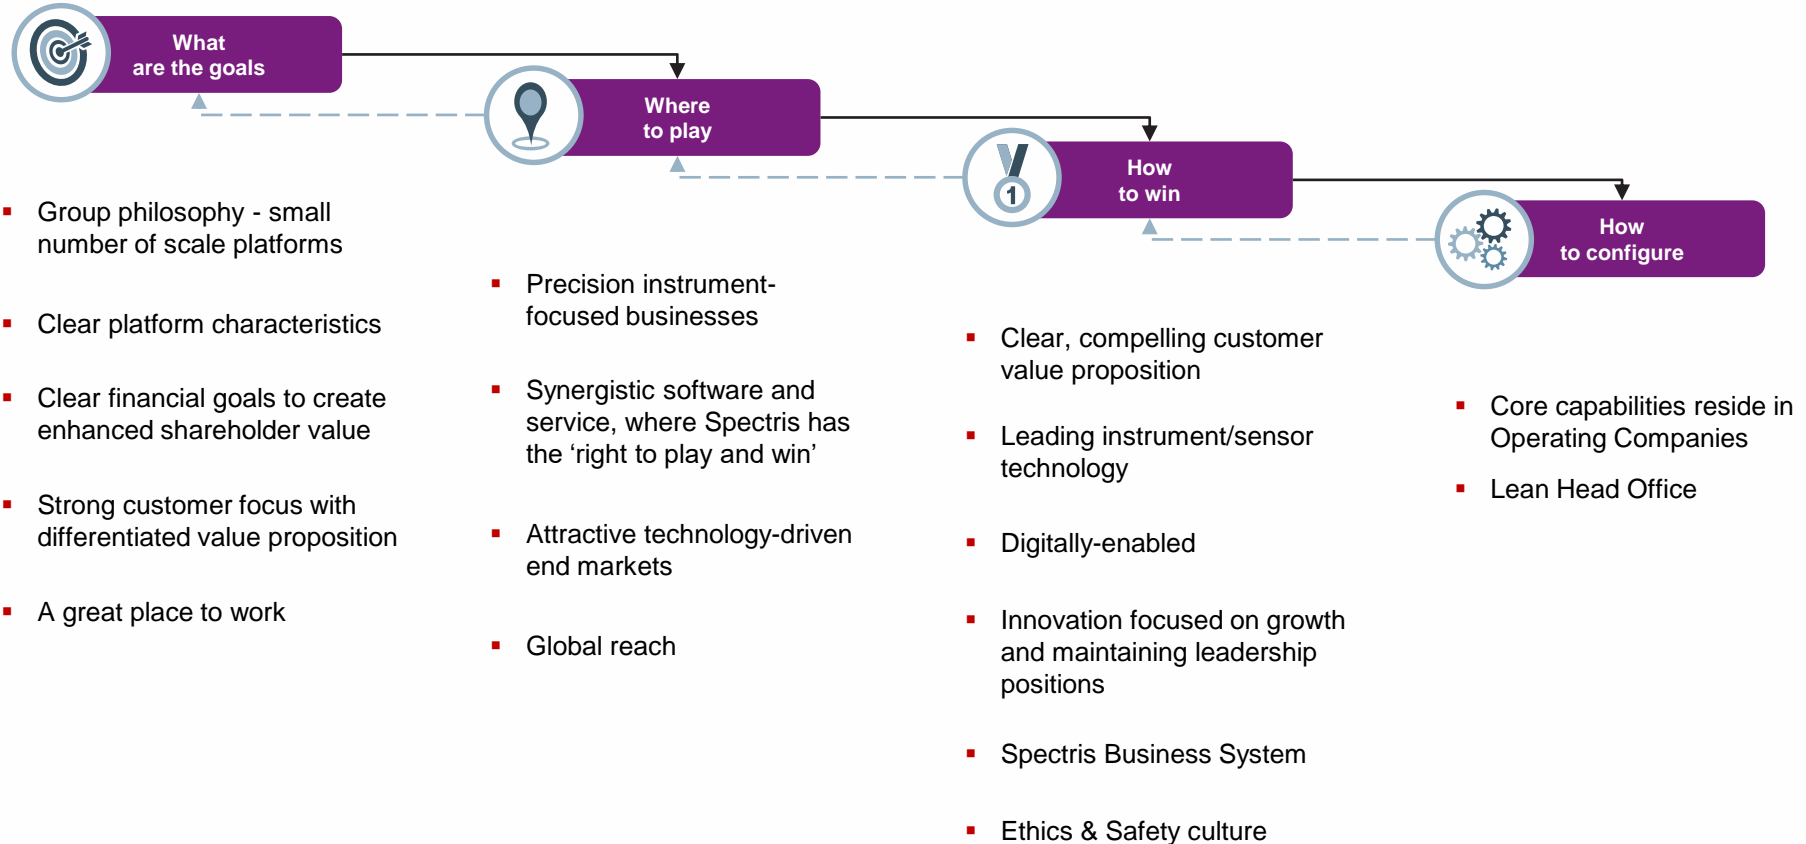 What
are the goals
Where
to play
How
to win
1
How
to configure
Group philosophy - small
number of scale platforms
Clear platform characteristics
Clear financial goals to create
enhanced shareholder value
Strong customer focus with
differentiated value proposition
A great place to work
Precision instrument-
focused businesses
Synergistic software and
service, where Spectris has
the ‘right to play and win’
Attractive technology-driven
end markets
Global reach
Clear, compelling customer
value proposition
Leading instrument/sensor
technology
Digitally-enabled
Innovation focused on growth
and maintaining leadership
positions
Spectris Business System
Ethics & Safety culture
Core capabilities reside in
Operating Companies
Lean Head Office